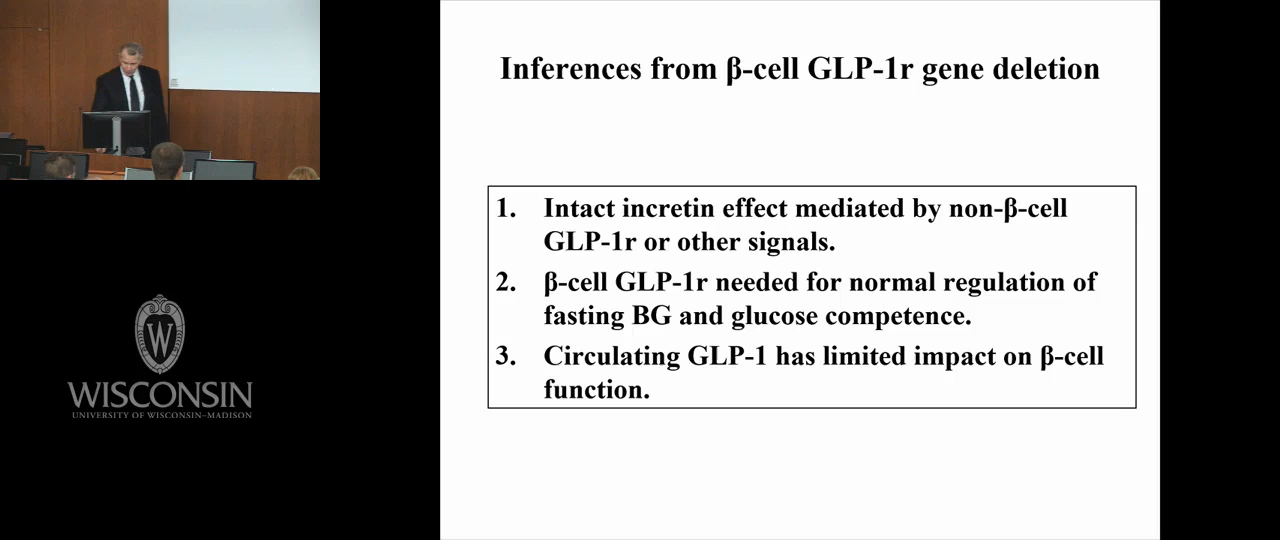 Inferences from β-cell GLP-1r gene deletion
1. Intact incretin effect mediated by non-β-cell
GLP-1r or other signals.
2. β-cell GLP-1r needed for normal regulation of
fasting BG and glucose competence.
3. Circulating GLP-1 has limited impact on β-cell
function.
W
WISCONSIN
UNIVERSITY OF WISCONSIN–MADISON